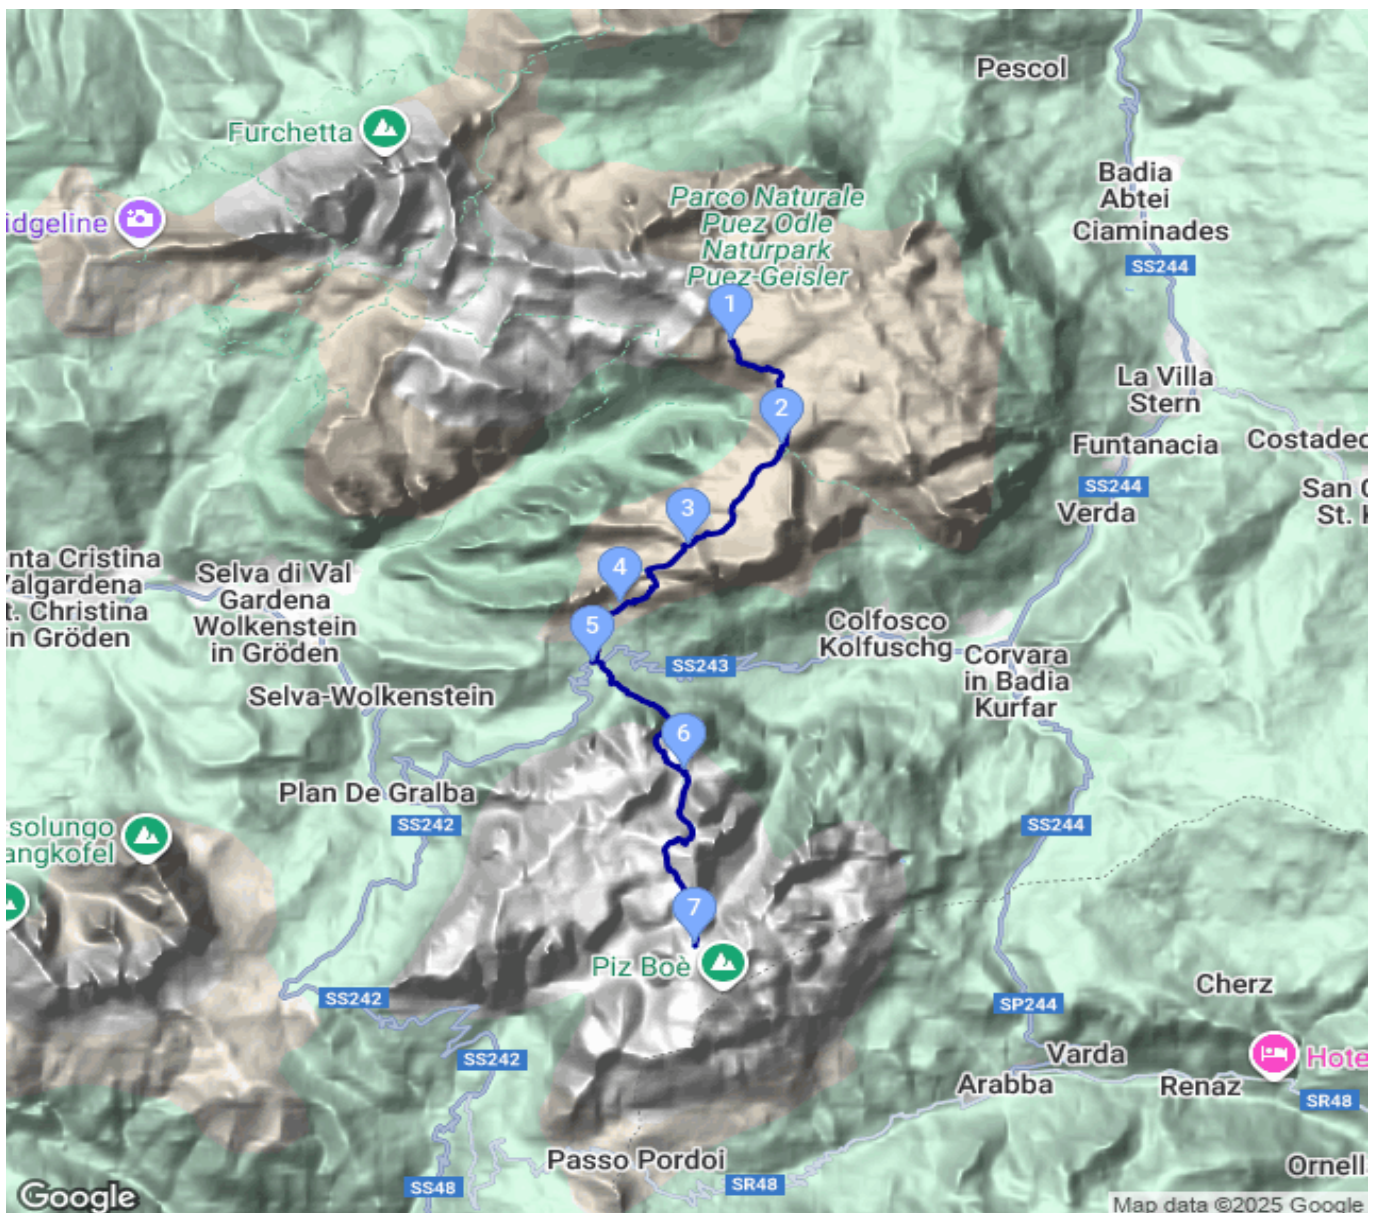 Pescol
Furchetta
Badia
Abtei
Parco Naturale
Puez Odle
Naturpark
Puez-Geisler
idgeline
Ciaminades
SS244
1
La Villa
Stern
2
Funtanacia
Costadec
SS244
San C
St. K
Verda
3
nta Cristina
Valgardena
t. Christina
in Gröden
Selva di Val
Gardena
Wolkenstein
in Gröden
4
5
Colfosco
Kolfuschg
SS243
Corvara
in Badia
Kurfar
Selva-Wolkenstein
6
Plan De Gralba
SS242
SS244
solungo
angkofel
7
Piz Boè
SS242
Cherz
SP244
SS242
Varda
Hote
Arabba
Renaz
SR48
Passo Pordoi
Ornell
SS48
SR48
Google
Map data ©2025 Google